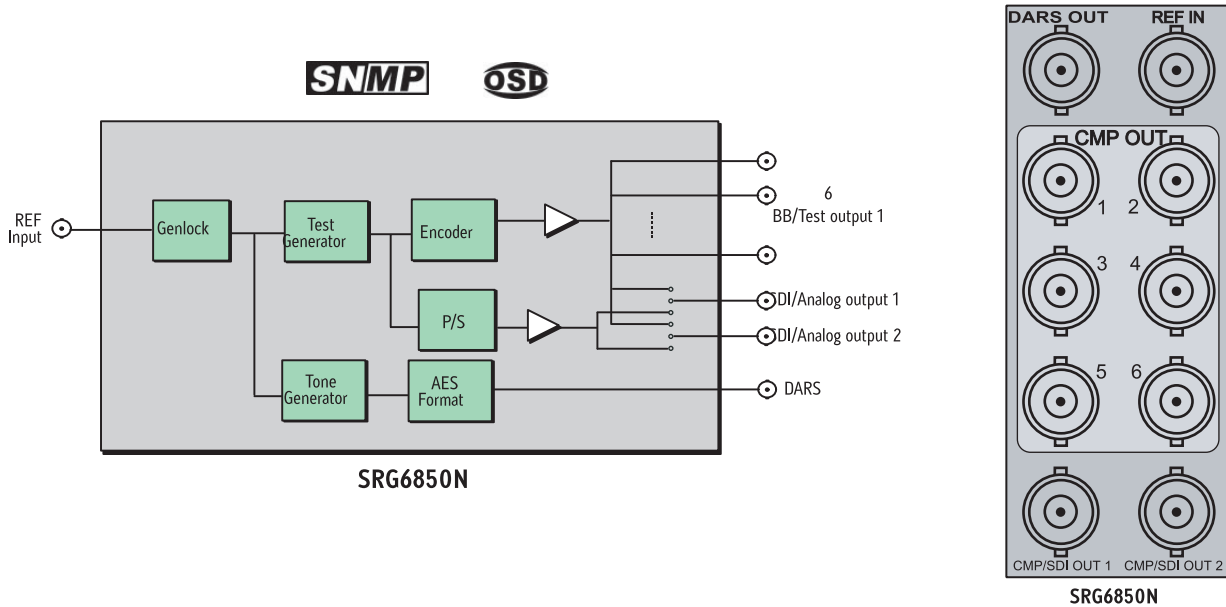 SNMP
OSD
REF
Input
Genlock
Test
Generator
Encoder
P/S
Tone
Generator
AES
Format
6
BB/Test output 1
SDI/Analog output 1
SDI/Analog output 2
DARS
SRG6850N
DARS OUT
REF IN
CMP OUT
1
2
3
4
5
6
CMP/SDI OUT 1
CMP/SDI OUT 2
SRG6850N